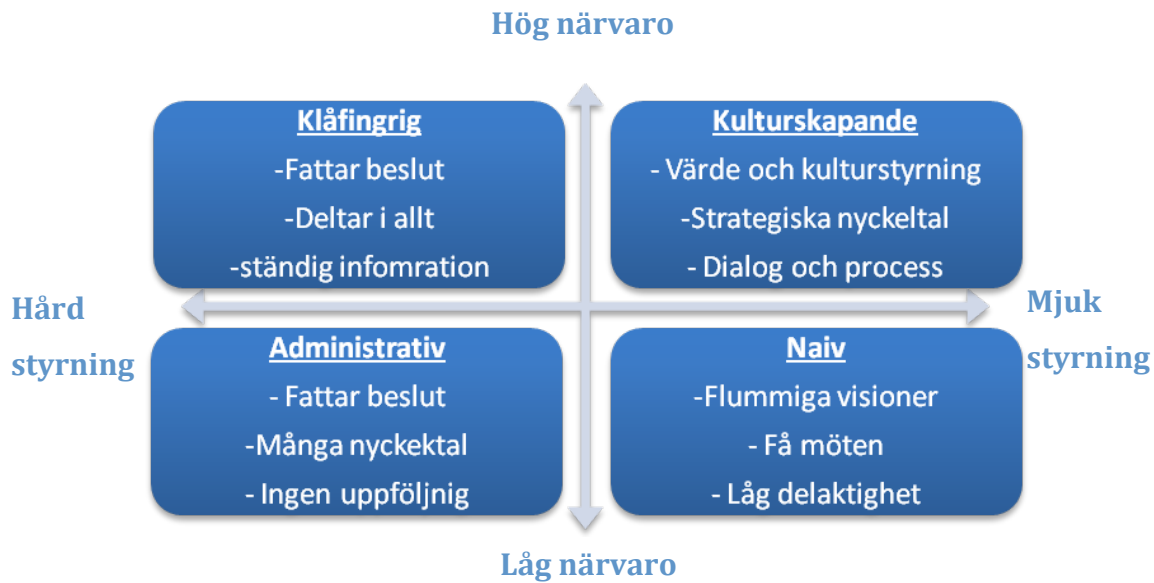 Hög närvaro
Klåfingrig
-Fattar beslut
-Deltar i allt
-ständig infomration
Kulturskapande
- Värde och kulturstyrning
-Strategiska nyckeltal
- Dialog och process
Hård
styrning
Mjuk
styrning
Administrativ
- Fattar beslut
-Många nyckektal
- Ingen uppföljnig
Naiv
-Flummiga visioner
- Få möten
- Låg delaktighet
Låg närvaro